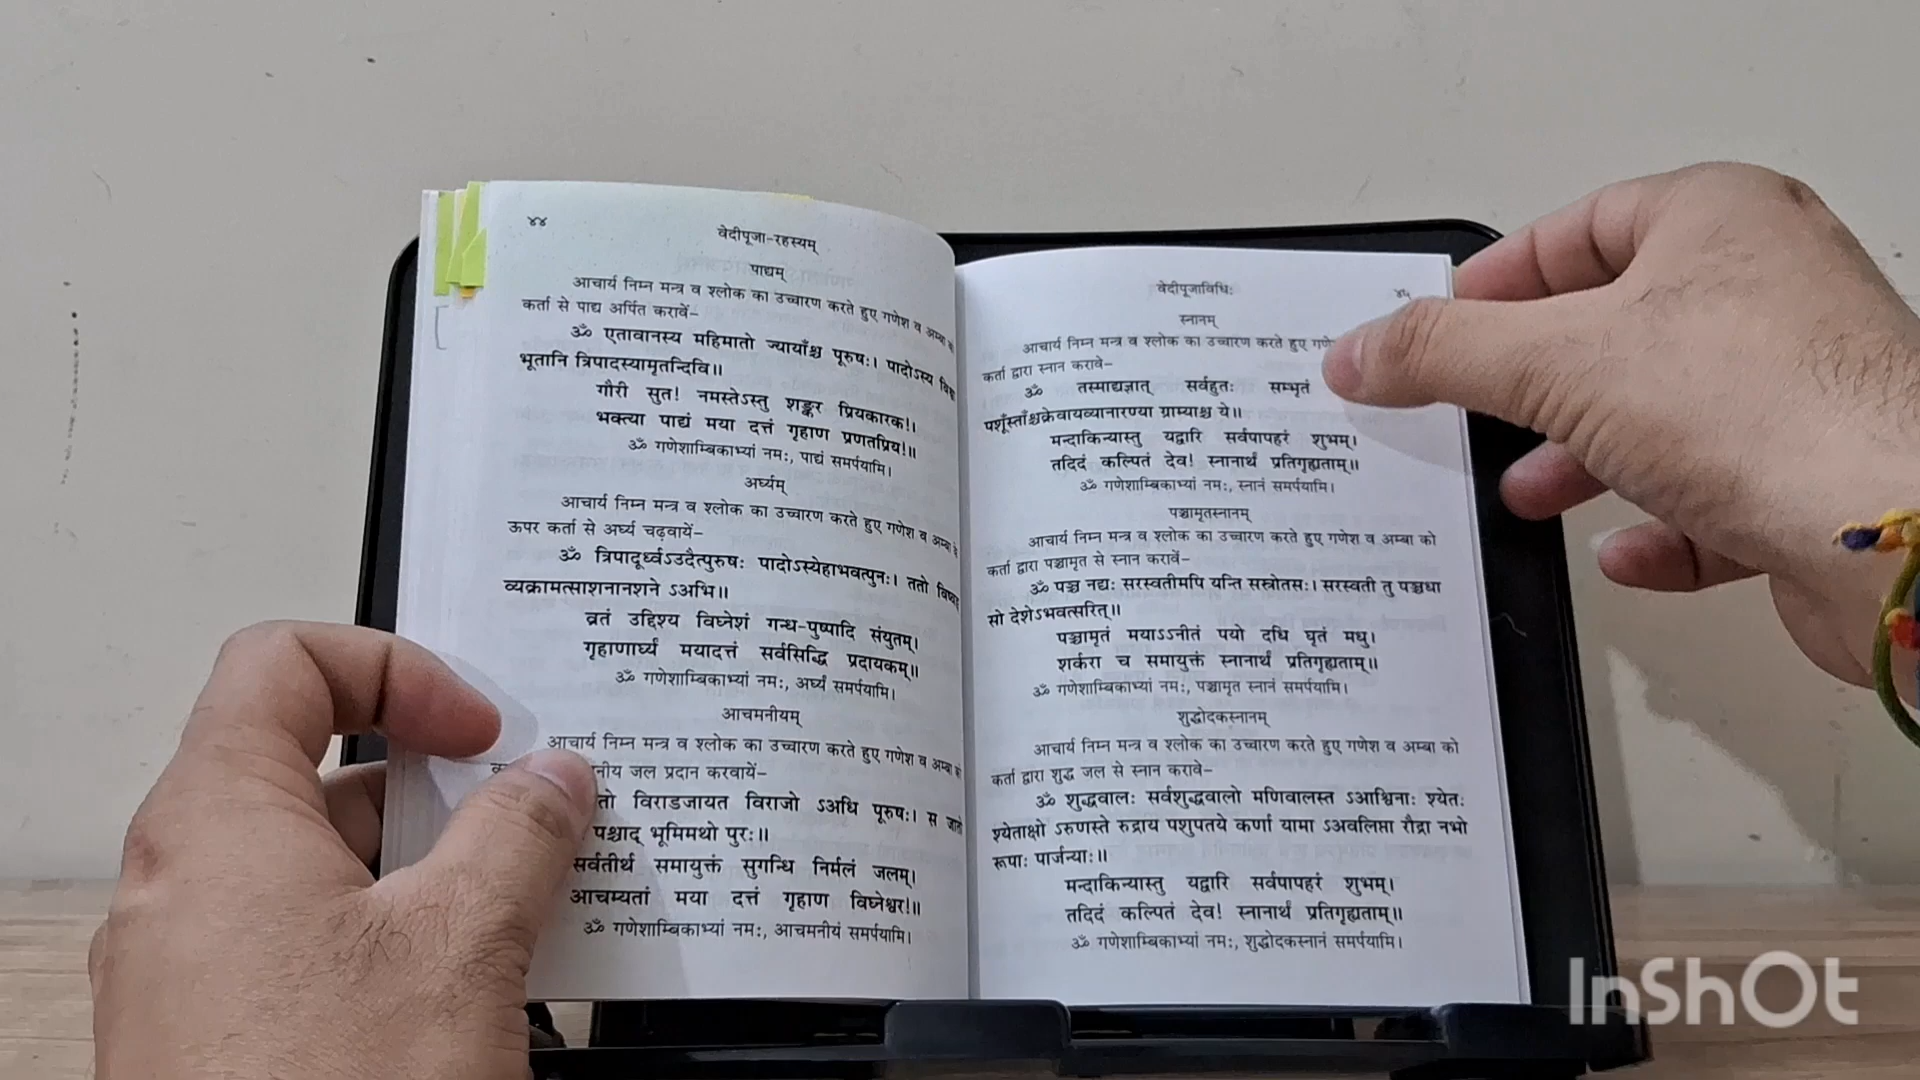 ४४
वेदीपूजा-रहस्यम्
पाद्यम्
आचार्य निम्न मन्त्र व श्लोक का उच्चारण करते हुए गणेश व अम्बा को
कर्ता से पाद्य अर्पित करावें–
ॐ एतावानस्य महिमातो ज्यायाँश्च पूरुषः। पादोऽस्य
भूतानि त्रिपादस्यामृतन्दिवि॥
गौरी सुत! नमस्तेऽस्तु शङ्कर प्रियकारक!।
भक्त्या पाद्यं मया दत्तं गृहाण प्रणतप्रिय!॥
ॐ गणेशाम्बिकाभ्यां नमः, पाद्यं समर्पयामि।
अर्घ्यम्
आचार्य निम्न मन्त्र व श्लोक का उच्चारण करते हुए गणेश व अम्बा के
ऊपर कर्ता से अर्घ्य चढ़वायें–
ॐ त्रिपादूर्ध्वऽउदैत्पुरुषः पादोऽस्येहाभवत्पुनः। ततो
व्यक्रामत्साशनानशने ऽअभि॥
व्रतं उद्दिश्य विघ्नेशं गन्ध-पुष्पादि संयुतम्।
गृहाणार्घ्यं मयादत्तं सर्वसिद्धि प्रदायकम्॥
ॐ गणेशाम्बिकाभ्यां नमः, अर्घ्यं समर्पयामि।
आचमनीयम्
आचार्य निम्न मन्त्र व श्लोक का उच्चारण करते हुए गणेश व अम्बा को
नीय जल प्रदान करवायें–
तो विराडजायत विराजो ऽअधि पूरुषः। स जातो
पश्चाद् भूमिमथो पुरः॥
सर्वतीर्थ समायुक्तं सुगन्धि निर्मलं जलम्।
आचम्यतां मया दत्तं गृहाण विघ्नेश्वर!॥
ॐ गणेशाम्बिकाभ्यां नमः, आचमनीयं समर्पयामि।
वेदीपूजाविधिः
४५
स्नानम्
आचार्य निम्न मन्त्र व श्लोक का उच्चारण करते हुए
कर्ता द्वारा स्नान करावे–
ॐ तस्माद्यज्ञात् सर्वहुतः सम्भृतं
पशूँस्ताँश्चक्रेवायव्यानारण्या ग्राम्याश्च ये॥
मन्दाकिन्यास्तु यद्वारि सर्वपापहरं शुभम्।
तदिदं कल्पितं देव! स्नानार्थं प्रतिगृह्यताम्॥
ॐ गणेशाम्बिकाभ्यां नमः, स्नानं समर्पयामि।
पञ्चामृतस्नानम्
आचार्य निम्न मन्त्र व श्लोक का उच्चारण करते हुए गणेश व अम्बा को
कर्ता द्वारा पञ्चामृत से स्नान करावें–
ॐ पञ्च नद्यः सरस्वतीमपि यन्ति सस्त्रोतसः। सरस्वती तु पञ्चधा
सो देशेऽभवत्सरित्॥
पञ्चामृतं मयाऽऽनीतं पयो दधि घृतं मधु।
शर्करा च समायुक्तं स्नानार्थं प्रतिगृह्यताम्॥
ॐ गणेशाम्बिकाभ्यां नमः, पञ्चामृत स्नानं समर्पयामि।
शुद्धोदकस्नानम्
आचार्य निम्न मन्त्र व श्लोक का उच्चारण करते हुए गणेश व अम्बा को
कर्ता द्वारा शुद्ध जल से स्नान करावे–
ॐ शुद्धवालः सर्वशुद्धवालो मणिवालस्त ऽआश्विनाः श्येतः
श्येताक्षो ऽरुणस्ते रुद्राय पशुपतये कर्णा यामा ऽअवलिप्ता रौद्रा नभो
रूपाः पार्जन्याः॥
मन्दाकिन्यास्तु यद्वारि सर्वपापहरं शुभम्।
तदिदं कल्पितं देव! स्नानार्थं प्रतिगृह्यताम्॥
ॐ गणेशाम्बिकाभ्यां नमः, शुद्धोदकस्नानं समर्पयामि।
InShOt